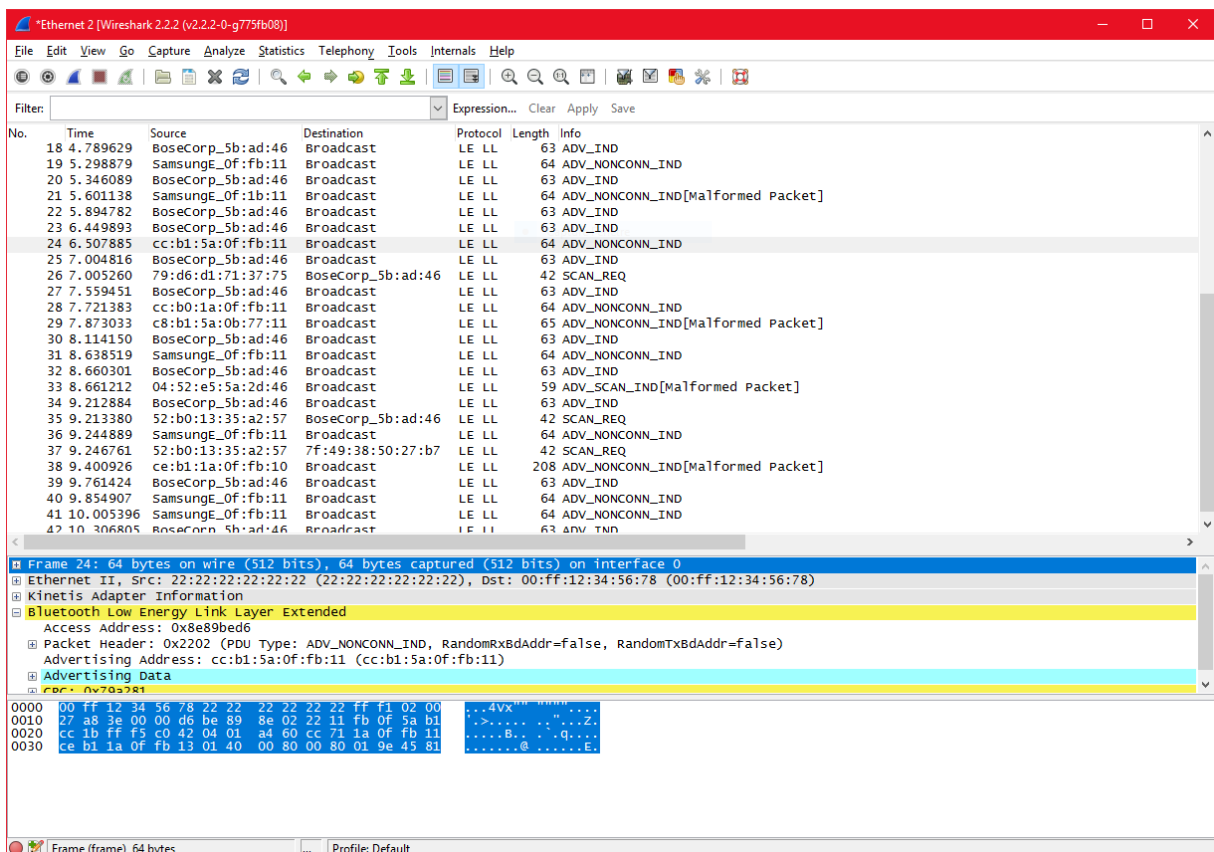 *Ethernet 2 [Wireshark 2.2.2 (v2.2.2-0-g775fb08)]
File Edit View Go Capture Analyze Statistics Telephony Tools Internals Help
Filter: Expression... Clear Apply Save
No. Time Source Destination Protocol Length Info
18 4.789629 BoseCorp_5b:ad:46 Broadcast LE LL 63 ADV_IND
19 5.298879 SamsungE_0f:fb:11 Broadcast LE LL 64 ADV_NONCONN_IND
20 5.346089 BoseCorp_5b:ad:46 Broadcast LE LL 63 ADV_IND
21 5.601138 SamsungE_0f:1b:11 Broadcast LE LL 64 ADV_NONCONN_IND[Malformed Packet]
22 5.894782 BoseCorp_5b:ad:46 Broadcast LE LL 63 ADV_IND
23 6.449893 BoseCorp_5b:ad:46 Broadcast LE LL 63 ADV_IND
24 6.507885 cc:b1:5a:0f:fb:11 Broadcast LE LL 64 ADV_NONCONN_IND
25 7.004816 BoseCorp_5b:ad:46 Broadcast LE LL 63 ADV_IND
26 7.005260 79:d6:d1:71:37:75 BoseCorp_5b:ad:46 LE LL 42 SCAN_REQ
27 7.559451 BoseCorp_5b:ad:46 Broadcast LE LL 63 ADV_IND
28 7.721383 cc:b0:1a:0f:fb:11 Broadcast LE LL 64 ADV_NONCONN_IND
29 7.873033 c8:b1:5a:0b:77:11 Broadcast LE LL 65 ADV_NONCONN_IND[Malformed Packet]
30 8.114150 BoseCorp_5b:ad:46 Broadcast LE LL 63 ADV_IND
31 8.638519 SamsungE_0f:fb:11 Broadcast LE LL 64 ADV_NONCONN_IND
32 8.660301 BoseCorp_5b:ad:46 Broadcast LE LL 63 ADV_IND
33 8.661212 04:52:e5:5a:2d:46 Broadcast LE LL 59 ADV_SCAN_IND[Malformed Packet]
34 9.212884 BoseCorp_5b:ad:46 Broadcast LE LL 63 ADV_IND
35 9.213380 52:b0:13:35:a2:57 BoseCorp_5b:ad:46 LE LL 42 SCAN_REQ
36 9.244889 SamsungE_0f:fb:11 Broadcast LE LL 64 ADV_NONCONN_IND
37 9.246761 52:b0:13:35:a2:57 7f:49:38:50:27:b7 LE LL 42 SCAN_REQ
38 9.400926 ce:b1:1a:0f:fb:10 Broadcast LE LL 208 ADV_NONCONN_IND[Malformed Packet]
39 9.761424 BoseCorp_5b:ad:46 Broadcast LE LL 63 ADV_IND
40 9.854907 SamsungE_0f:fb:11 Broadcast LE LL 64 ADV_NONCONN_IND
41 10.005396 SamsungE_0f:fb:11 Broadcast LE LL 64 ADV_NONCONN_IND
42 10.306805 BoseCorp_5b:ad:46 Broadcast LE LL 63 ADV_IND
Frame 24: 64 bytes on wire (512 bits), 64 bytes captured (512 bits) on interface 0
Ethernet II, Src: 22:22:22:22:22:22 (22:22:22:22:22:22), Dst: 00:ff:12:34:56:78 (00:ff:12:34:56:78)
Kinetis Adapter Information
Bluetooth Low Energy Link Layer Extended
Access Address: 0x8e89bed6
Packet Header: 0x2202 (PDU Type: ADV_NONCONN_IND, RandomRxBdAddr=false, RandomTxBdAddr=false)
Advertising Address: cc:b1:5a:0f:fb:11 (cc:b1:5a:0f:fb:11)
Advertising Data
CRC: 0x79a281
0000 00 ff 12 34 56 78 22 22 22 22 22 22 ff f1 02 00 ...4Vx"" """"....
0010 27 a8 3e 00 00 d6 be 89 8e 02 22 11 fb 0f 5a b1 '.>..... .."...Z.
0020 cc 1b ff f5 c0 42 04 01 a4 60 cc 71 1a 0f fb 11 .....B.. .`.q....
0030 ce b1 1a 0f fb 13 01 40 00 80 00 80 01 9e 45 81 .......@ ......E.
Frame (frame), 64 bytes ... Profile: Default